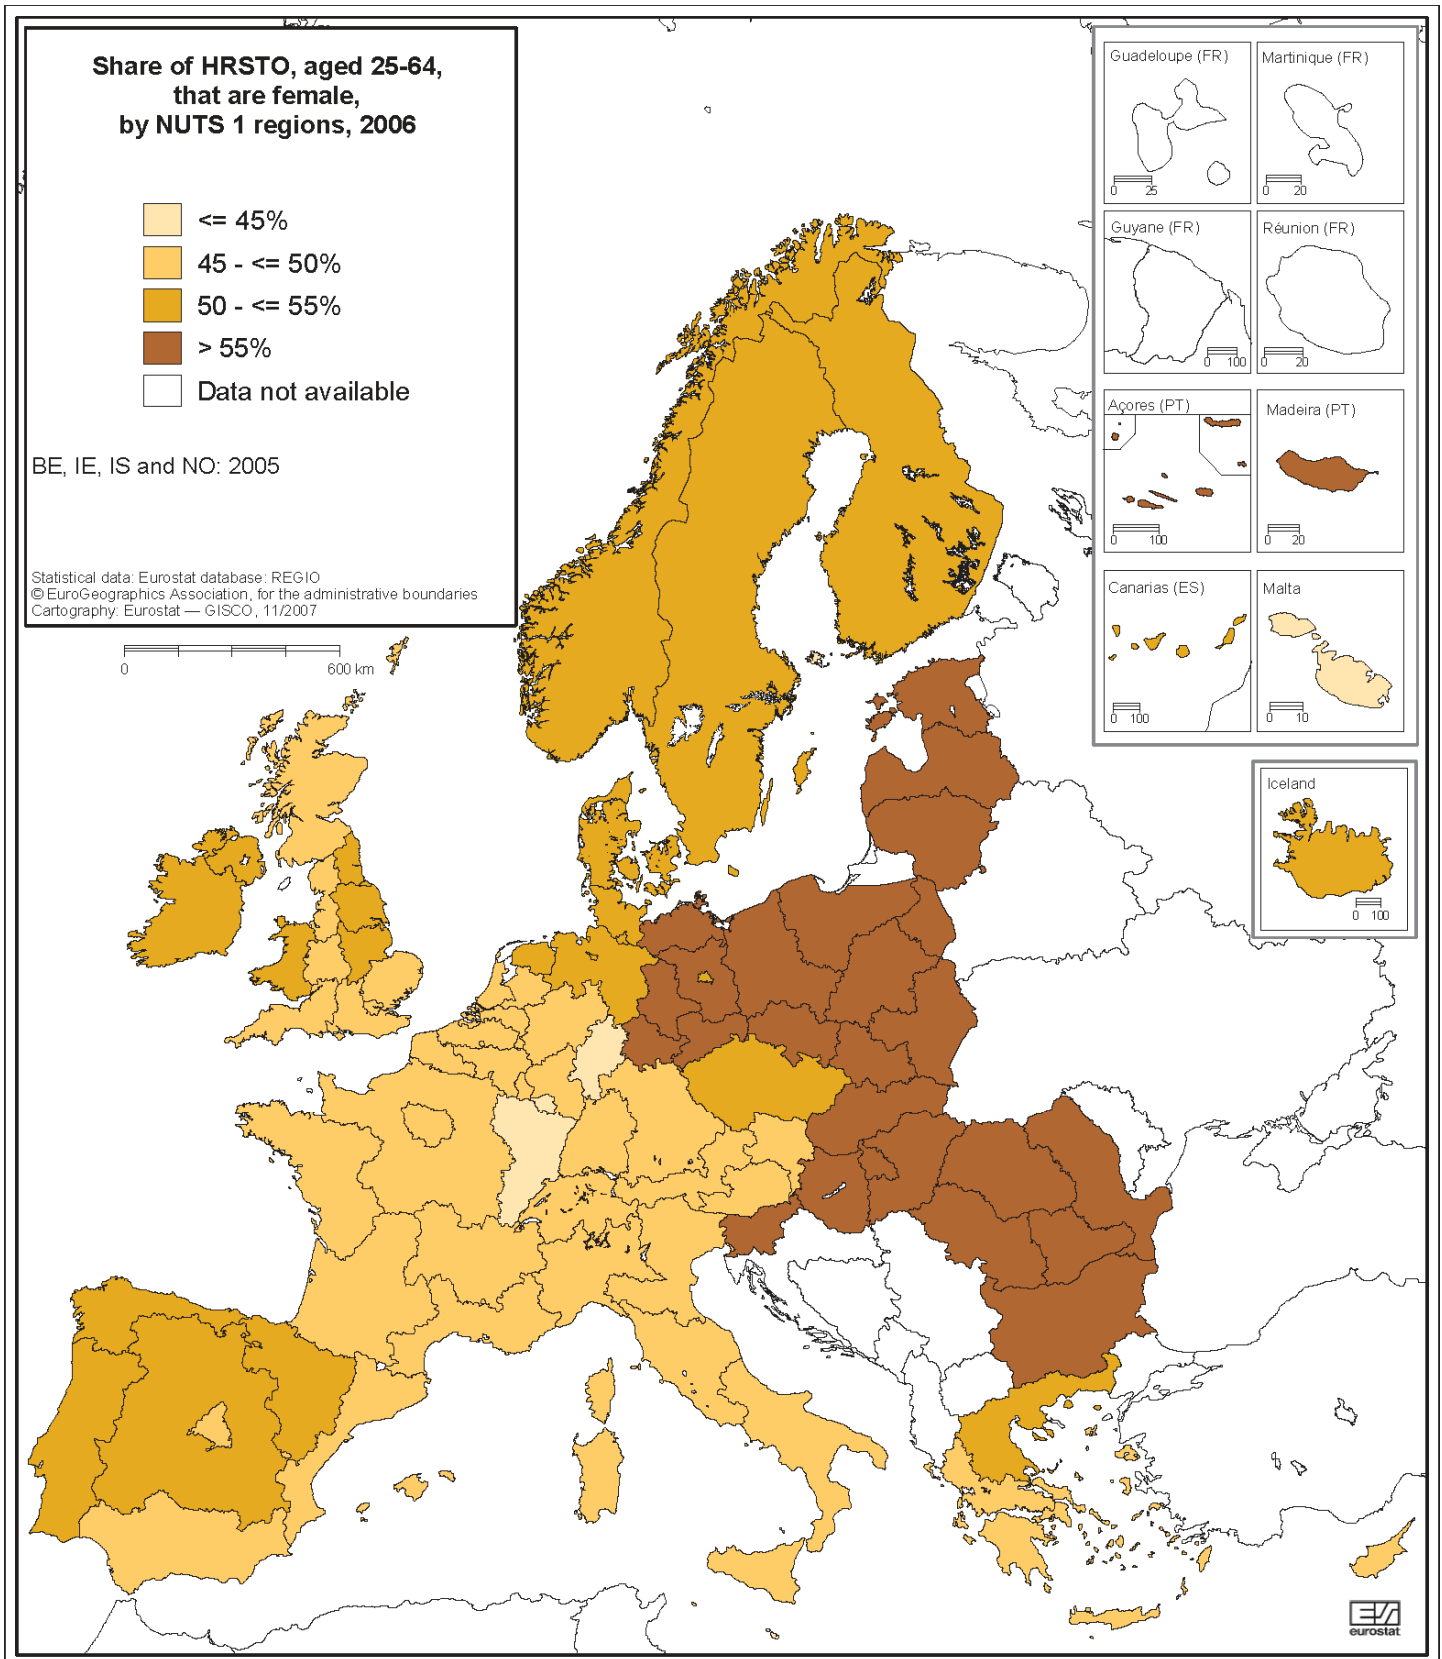 Share of HRSTO, aged 25-64,
that are female,
by NUTS 1 regions, 2006
<= 45%
45 - <= 50%
50 - <= 55%
> 55%
Data not available
BE, IE, IS and NO: 2005
Statistical data: Eurostat database: REGIO
© EuroGeographics Association, for the administrative boundaries
Cartography: Eurostat — GISCO, 11/2007
0 600 km
Guadeloupe (FR)
0 25
Martinique (FR)
0 20
Guyane (FR)
0 100
Réunion (FR)
0 20
Açores (PT)
0 100
Madeira (PT)
0 20
Canarias (ES)
0 100
Malta
0 10
Iceland
0 100
eurostat